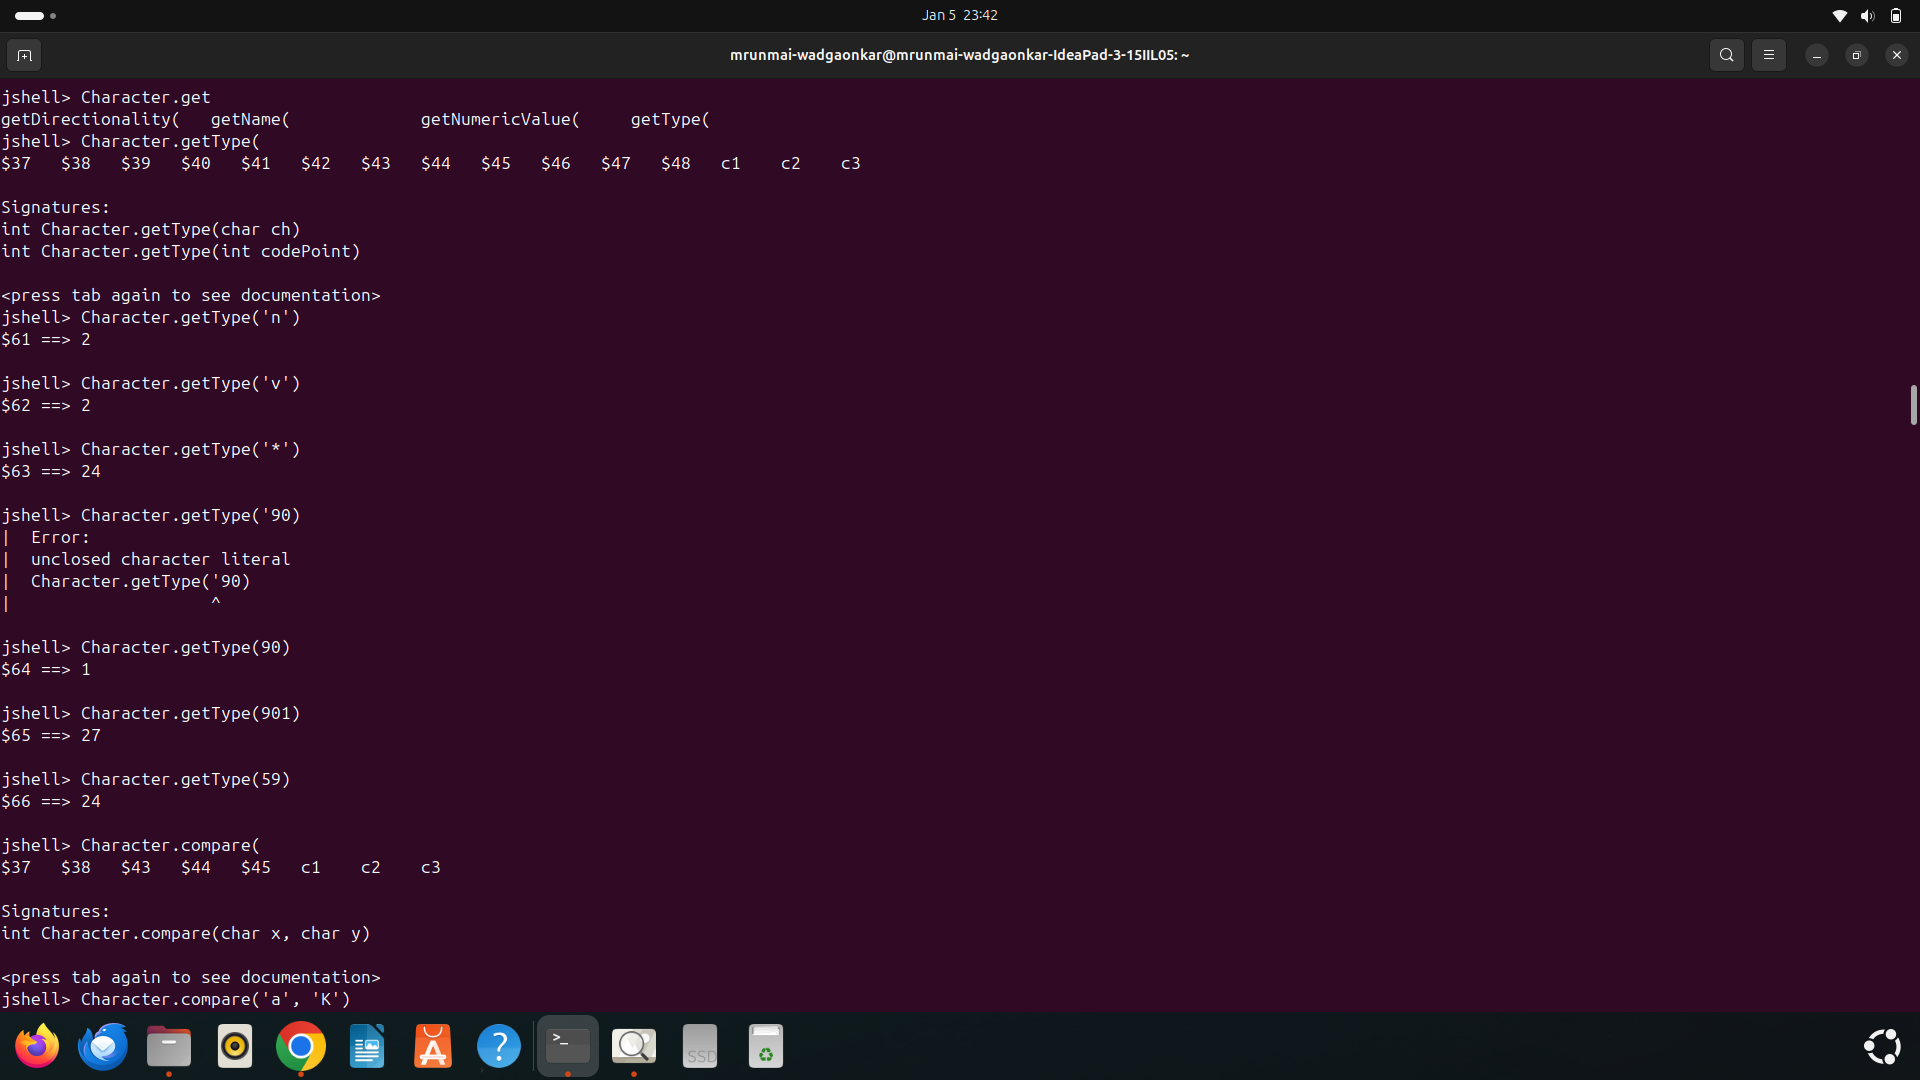 Jan 5 23:42
mrunmai-wadgaonkar@mrunmai-wadgaonkar-IdeaPad-3-15IIL05: ~
jshell> Character.get
getDirectionality(   getName(             getNumericValue(     getType(
jshell> Character.getType(
$37   $38   $39   $40   $41   $42   $43   $44   $45   $46   $47   $48   c1    c2    c3
Signatures:
int Character.getType(char ch)
int Character.getType(int codePoint)
<press tab again to see documentation>
jshell> Character.getType('n')
$61 ==> 2
jshell> Character.getType('v')
$62 ==> 2
jshell> Character.getType('*')
$63 ==> 24
jshell> Character.getType('90)
|  Error:
|  unclosed character literal
|  Character.getType('90)
|                    ^
jshell> Character.getType(90)
$64 ==> 1
jshell> Character.getType(901)
$65 ==> 27
jshell> Character.getType(59)
$66 ==> 24
jshell> Character.compare(
$37   $38   $43   $44   $45   c1    c2    c3
Signatures:
int Character.compare(char x, char y)
<press tab again to see documentation>
jshell> Character.compare('a', 'K')
>_
?
SSD